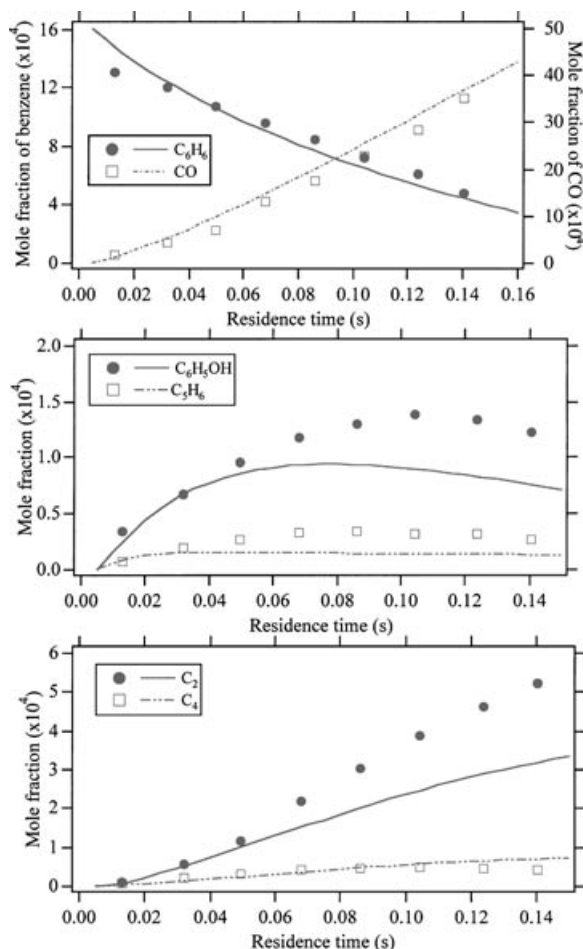 Mole fraction of benzene (x10⁴)
16
12
8
4
0
C₆H₆
CO
50
40
30
20
10
0
Mole fraction of CO (x10⁴)
0.00 0.02 0.04 0.06 0.08 0.10 0.12 0.14 0.16
Residence time (s)
Mole fraction (x10⁴)
2.0
1.5
1.0
0.5
0.0
C₆H₅OH
C₅H₆
0.00 0.02 0.04 0.06 0.08 0.10 0.12 0.14
Residence time (s)
Mole fraction (x10⁴)
6
5
4
3
2
1
0
C₂
C₄
0.00 0.02 0.04 0.06 0.08 0.10 0.12 0.14
Residence time (s)